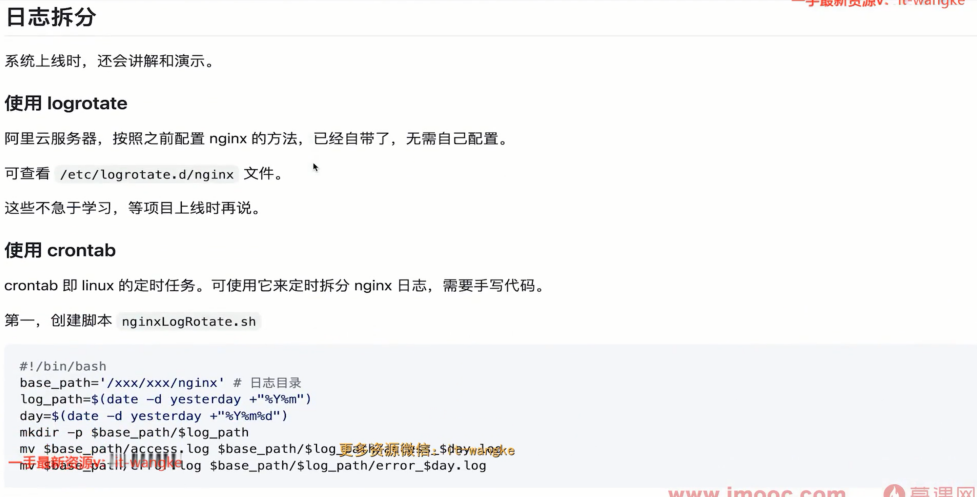 一手最新资源v：it-wangke
日志拆分
系统上线时，还会讲解和演示。
使用 logrotate
阿里云服务器，按照之前配置 nginx 的方法，已经自带了，无需自己配置。
可查看 /etc/logrotate.d/nginx 文件。
这些不急于学习，等项目上线时再说。
使用 crontab
crontab 即 linux 的定时任务。可使用它来定时拆分 nginx 日志，需要手写代码。
第一，创建脚本 nginxLogRotate.sh
#!/bin/bash
base_path='/xxx/xxx/nginx' # 日志目录
log_path=$(date -d yesterday +"%Y%m")
day=$(date -d yesterday +"%Y%m%d")
mkdir -p $base_path/$log_path
mv $base_path/access.log $base_path/$log_ $day.log
更多资源微信：it-wangke
mv $base_path/ log $base_path/$log_path/error_$day.log
一手最新资源v：it-wangke
www.imooc.com 慕课网